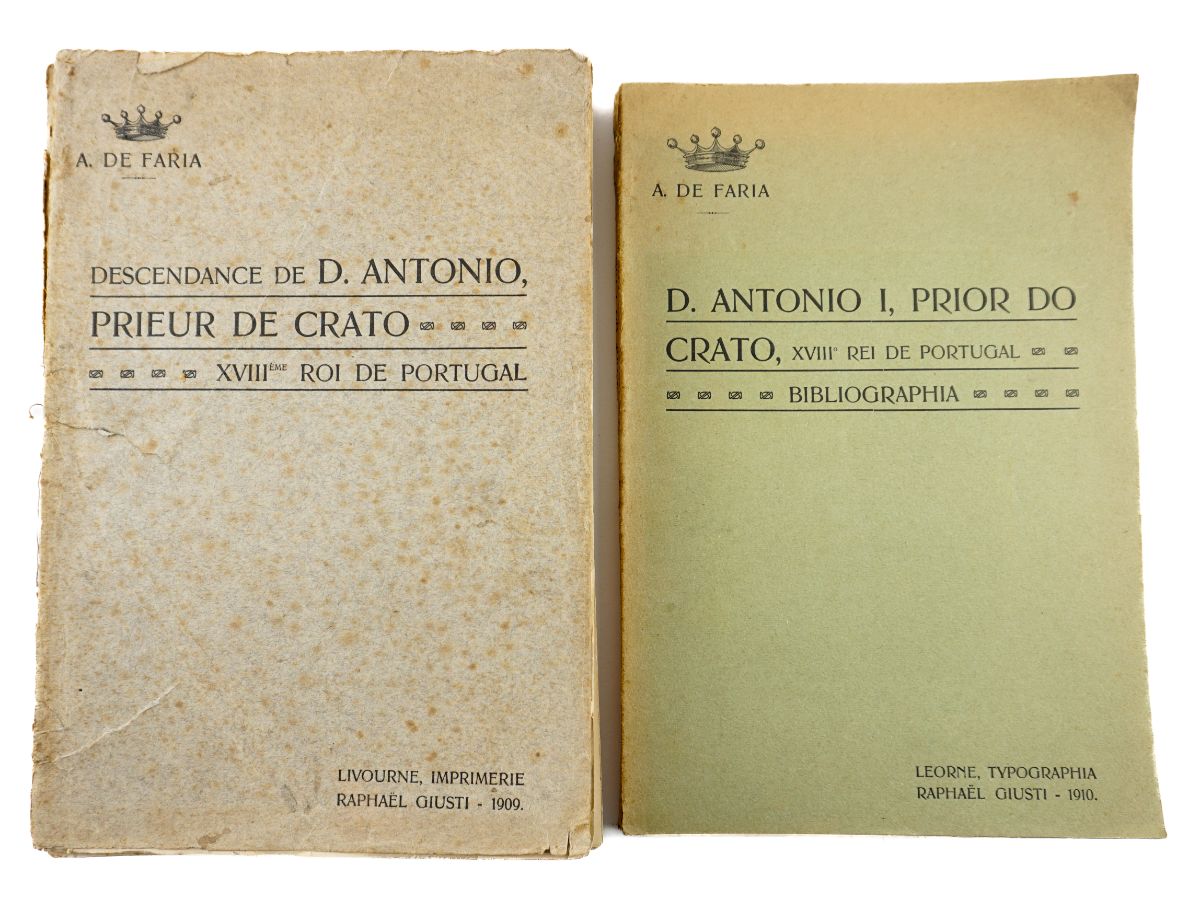 A. DE FARIA
DESCENDANCE DE D. ANTONIO,
PRIEUR DE CRATO
XVIIIÈME ROI DE PORTUGAL
LIVOURNE, IMPRIMERIE
RAPHAËL GIUSTI - 1909.
A. DE FARIA
D. ANTONIO I, PRIOR DO
CRATO, XVIIIº REI DE PORTUGAL
BIBLIOGRAPHIA
LEORNE, TYPOGRAPHIA
RAPHAËL GIUSTI - 1910.